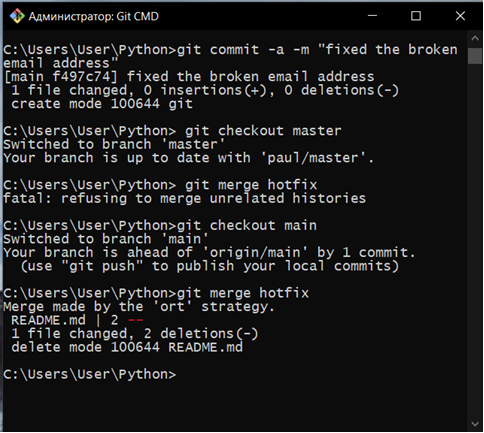 Администратор: Git CMD
C:\Users\User\Python>git commit -a -m "fixed the broken
email address"
[main f497c74] fixed the broken email address
 1 file changed, 0 insertions(+), 0 deletions(-)
 create mode 100644 git
C:\Users\User\Python> git checkout master
Switched to branch 'master'
Your branch is up to date with 'paul/master'.
C:\Users\User\Python> git merge hotfix
fatal: refusing to merge unrelated histories
C:\Users\User\Python>git checkout main
Switched to branch 'main'
Your branch is ahead of 'origin/main' by 1 commit.
  (use "git push" to publish your local commits)
C:\Users\User\Python>git merge hotfix
Merge made by the 'ort' strategy.
 README.md | 2 --
 1 file changed, 2 deletions(-)
 delete mode 100644 README.md
C:\Users\User\Python>